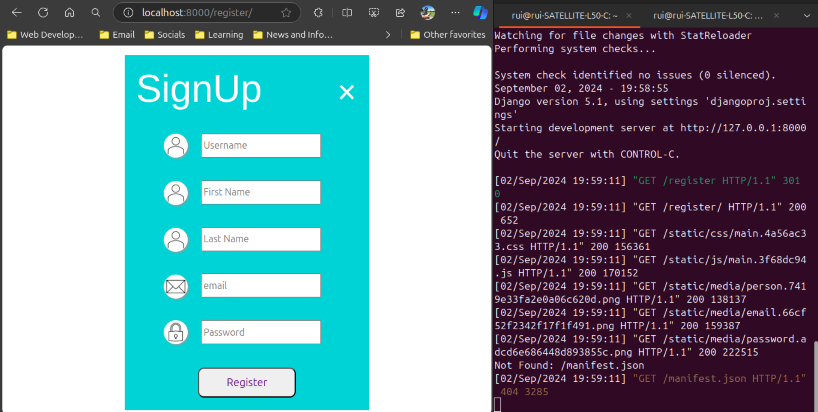 localhost:8000/register/
Web Develop...
Email
Socials
Learning
News and Info...
Other favorites
SignUp
Username
First Name
Last Name
email
Password
Register
rui@rui-SATELLITE-L50-C: ~
rui@rui-SATELLITE-L50-C: ...
Watching for file changes with StatReloader
Performing system checks...
System check identified no issues (0 silenced).
September 02, 2024 - 19:58:55
Django version 5.1, using settings 'djangoproj.setti
ngs'
Starting development server at http://127.0.0.1:8000
/
Quit the server with CONTROL-C.
[02/Sep/2024 19:59:11] "GET /register HTTP/1.1" 301
0
[02/Sep/2024 19:59:11] "GET /register/ HTTP/1.1" 200
652
[02/Sep/2024 19:59:11] "GET /static/css/main.4a56ac3
3.css HTTP/1.1" 200 156361
[02/Sep/2024 19:59:11] "GET /static/js/main.3f68dc94
.js HTTP/1.1" 200 170152
[02/Sep/2024 19:59:11] "GET /static/media/person.741
9e33fa2e0a06c620d.png HTTP/1.1" 200 138137
[02/Sep/2024 19:59:11] "GET /static/media/email.66cf
52f2342f17f1f491.png HTTP/1.1" 200 159387
[02/Sep/2024 19:59:11] "GET /static/media/password.a
dcd6e686448d893855c.png HTTP/1.1" 200 222515
Not Found: /manifest.json
[02/Sep/2024 19:59:11] "GET /manifest.json HTTP/1.1"
404 3285